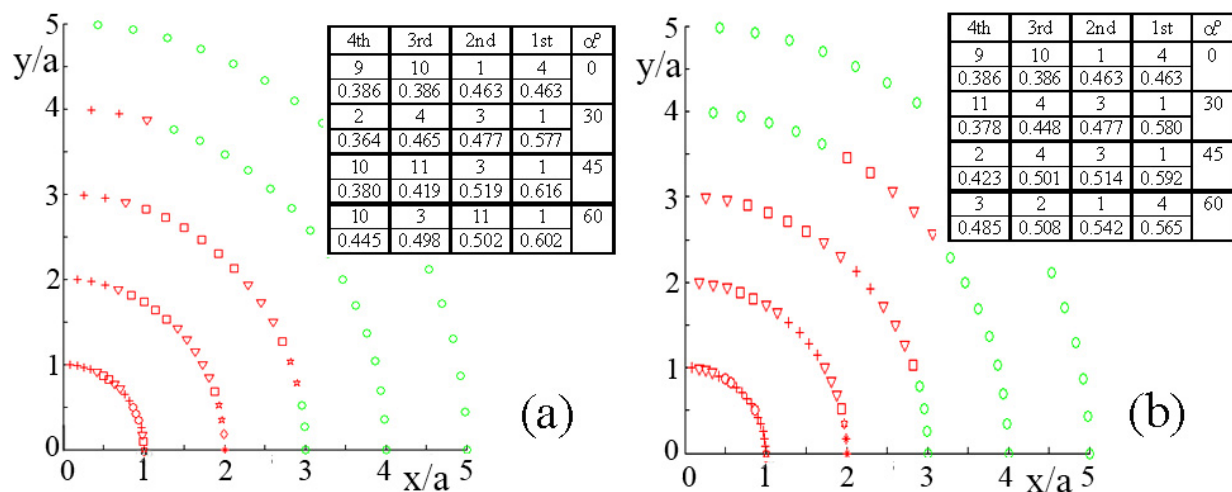 5
y/a
4
3
2
1
0
0 1 2 3 4 5
x/a
(a)
4th 3rd 2nd 1st α°
9 10 1 4 0
0.386 0.386 0.463 0.463
2 4 3 1 30
0.364 0.465 0.477 0.577
10 11 3 1 45
0.380 0.419 0.519 0.616
10 3 11 1 60
0.445 0.498 0.502 0.602
5
y/a
4
3
2
1
0
0 1 2 3 4 5
x/a
(b)
4th 3rd 2nd 1st α°
9 10 1 4 0
0.386 0.386 0.463 0.463
11 4 3 1 30
0.378 0.448 0.477 0.580
2 4 3 1 45
0.423 0.501 0.514 0.592
3 2 1 4 60
0.485 0.508 0.542 0.565